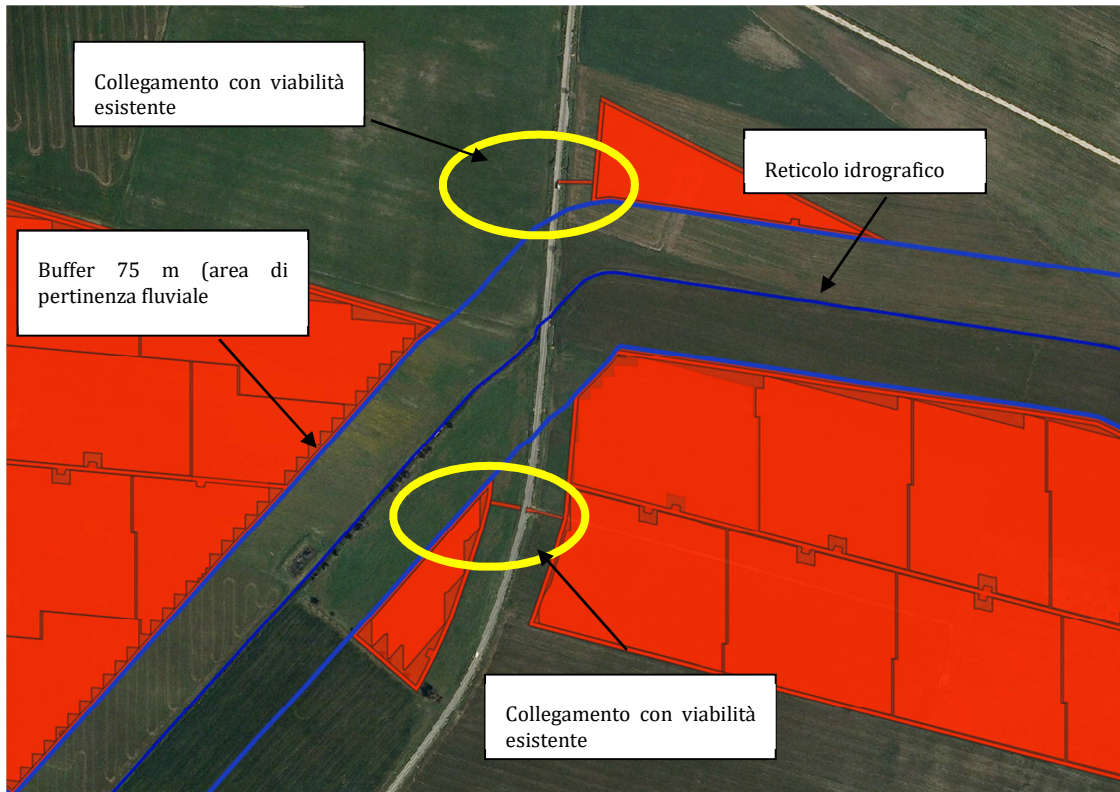 Collegamento con viabilità
esistente
Reticolo idrografico
Buffer 75 m (area di
pertinenza fluviale
Collegamento con viabilità
esistente